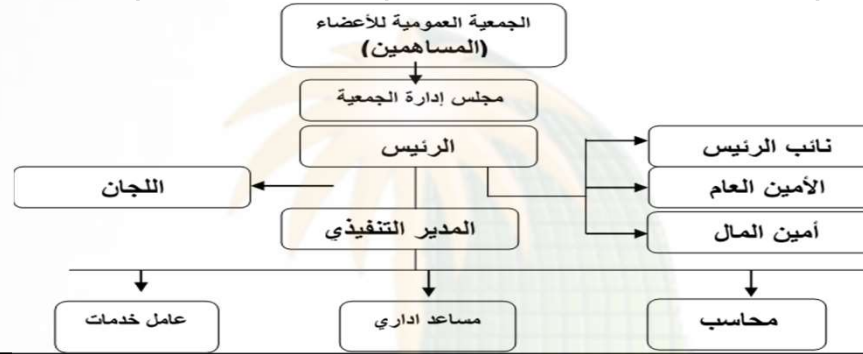 الجمعية العمومية للأعضاء
(المساهمين)
مجلس إدارة الجمعية
الرئيس
نائب الرئيس
الأمين العام
اللجان
أمين المال
المدير التنفيذي
محاسب
مساعد اداري
عامل خدمات